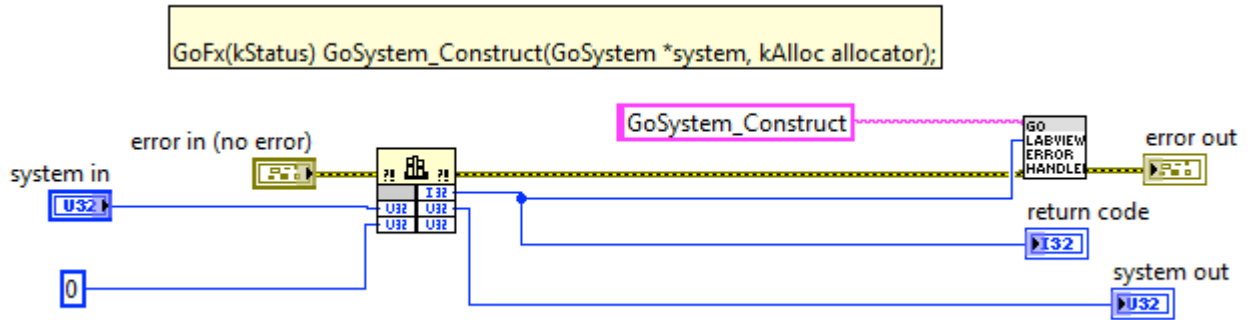 GoFx(kStatus) GoSystem_Construct(GoSystem *system, kAlloc allocator);
GoSystem_Construct
GO
LABVIEW
ERROR
HANDLE
error in (no error)
error out
system in
?!
?!
U32
I32
U32
U32
U32
U32
return code
I32
0
system out
U32